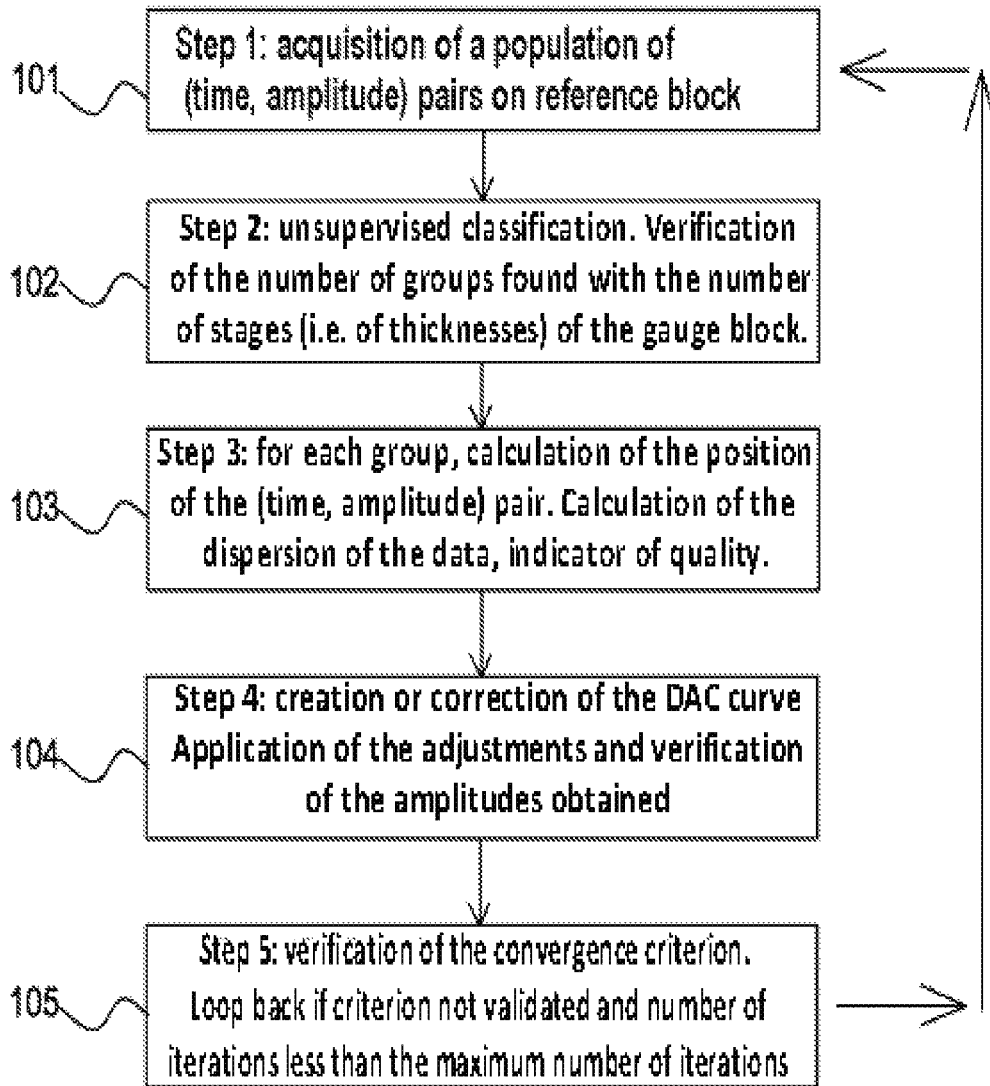 101
Step 1: acquisition of a population of
(time, amplitude) pairs on reference block
102
Step 2: unsupervised classification. Verification
of the number of groups found with the number
of stages (i.e. of thicknesses) of the gauge block.
103
Step 3: for each group, calculation of the position
of the (time, amplitude) pair. Calculation of the
dispersion of the data, indicator of quality.
104
Step 4: creation or correction of the DAC curve
Application of the adjustments and verification
of the amplitudes obtained
105
Step 5: verification of the convergence criterion.
Loop back if criterion not validated and number of
iterations less than the maximum number of iterations